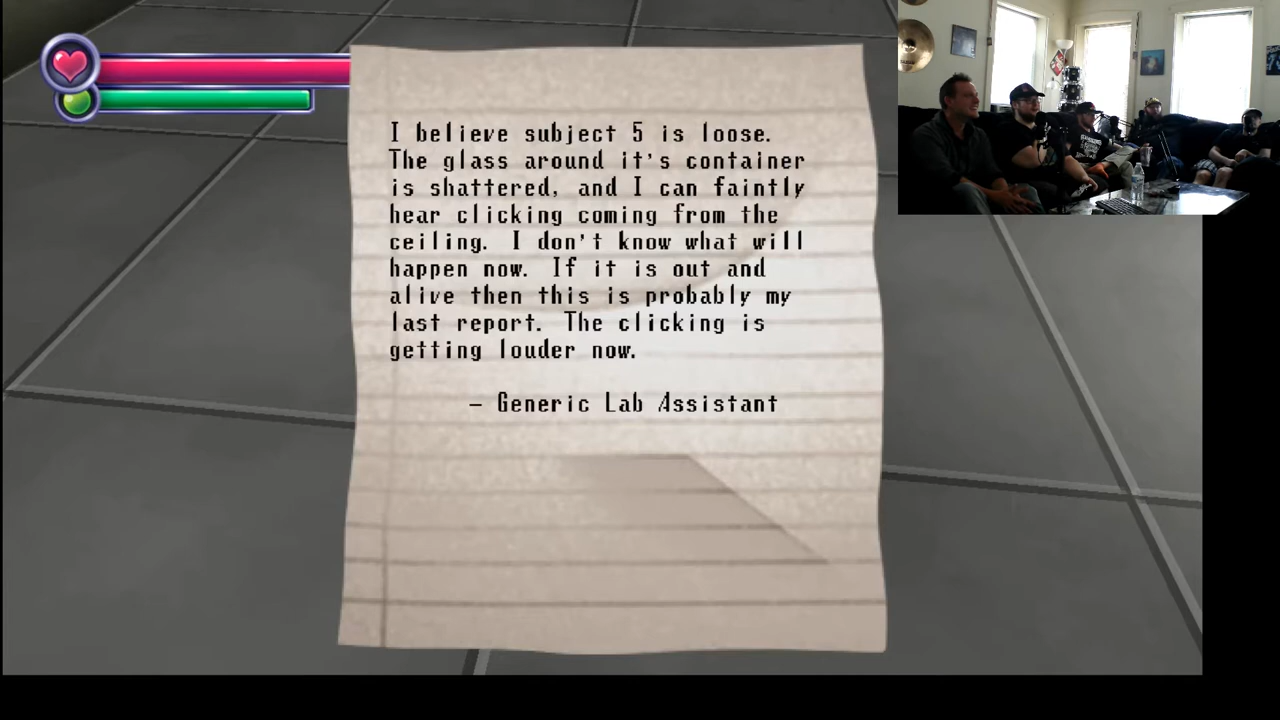 I believe subject 5 is loose.
The glass around it's container
is shattered, and I can faintly
hear clicking coming from the
ceiling. I don't know what will
happen now. If it is out and
alive then this is probably my
last report. The clicking is
getting louder now.
- Generic Lab Assistant